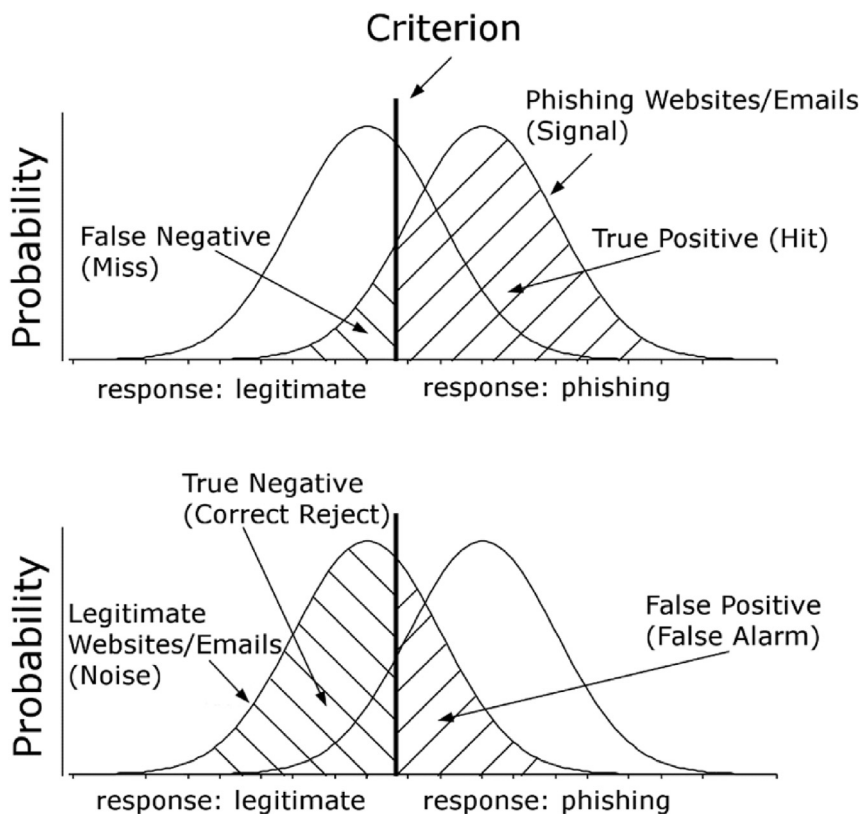 Criterion
Phishing Websites/Emails
(Signal)
False Negative
(Miss)
True Positive (Hit)
Probability
response: legitimate
response: phishing
True Negative
(Correct Reject)
Legitimate
Websites/Emails
(Noise)
False Positive
(False Alarm)
Probability
response: legitimate
response: phishing